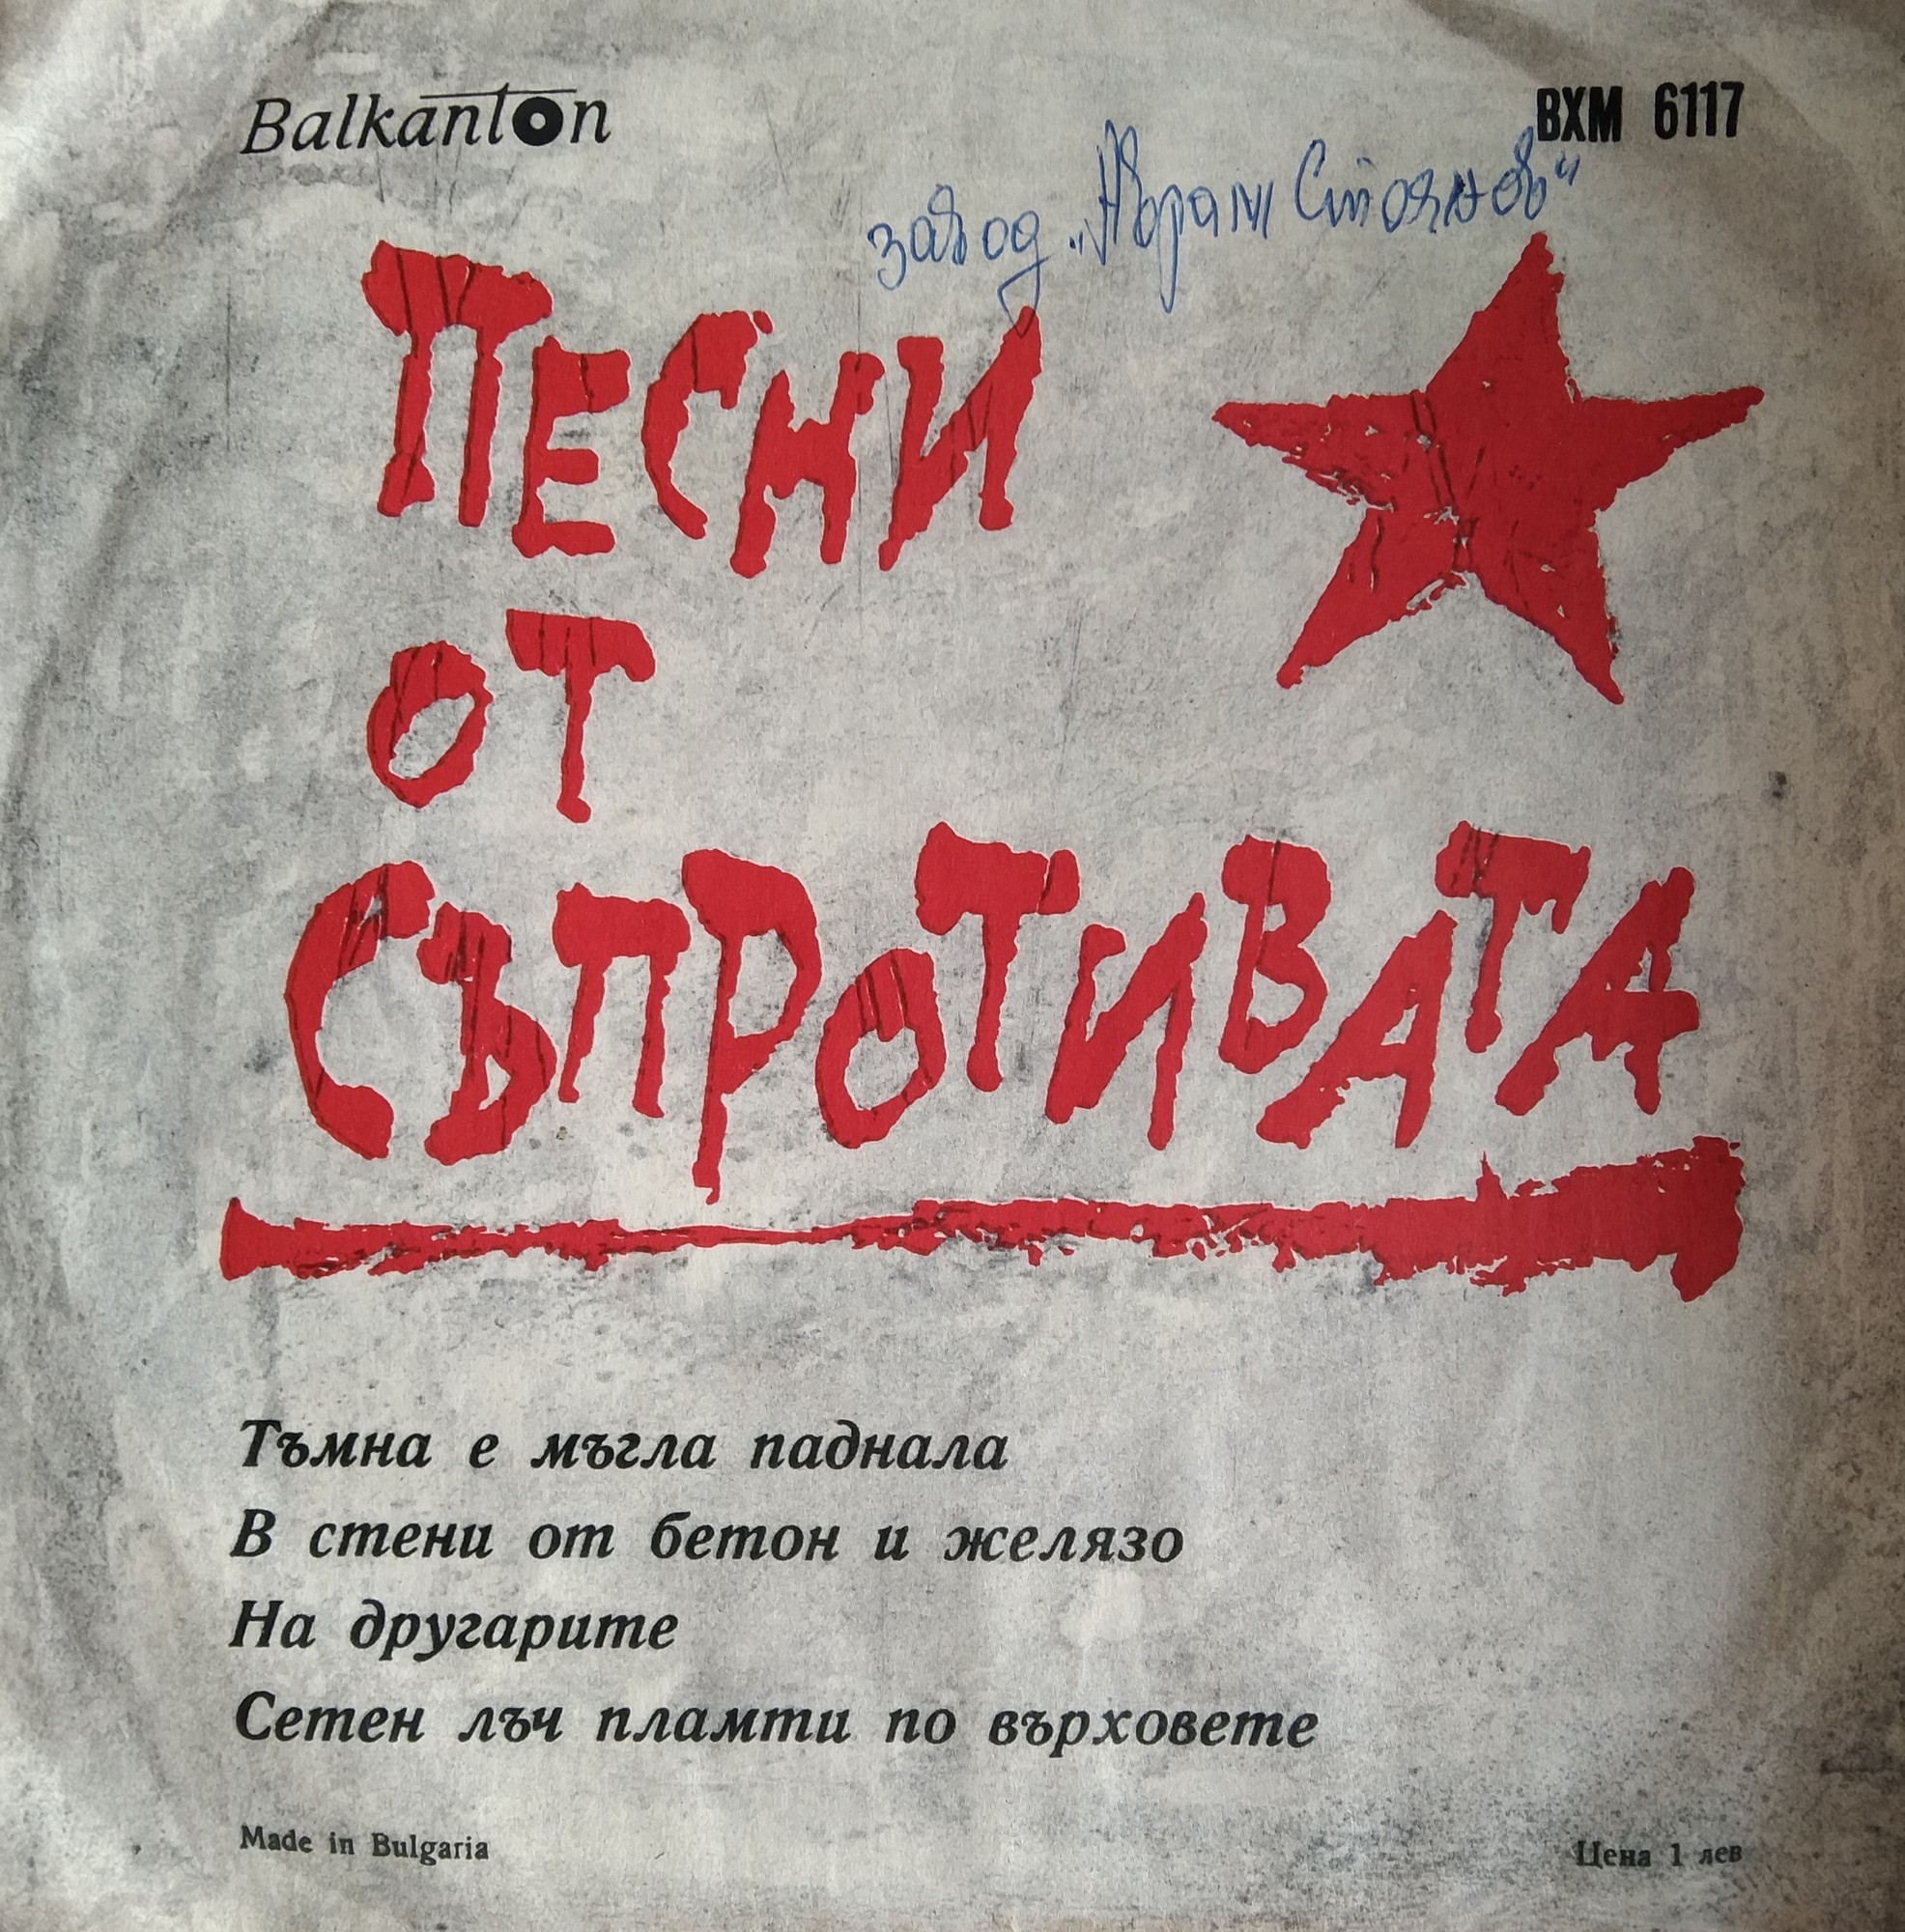 Balkanton
ВХМ 6117
завод „Аврам Стоянов“
ПЕСНИ
ОТ
СЪПРОТИВАТА
Тъмна е мъгла паднала
В стени от бетон и желязо
На другарите
Сетен лъч пламти по върховете
Made in Bulgaria
Цена 1 лев